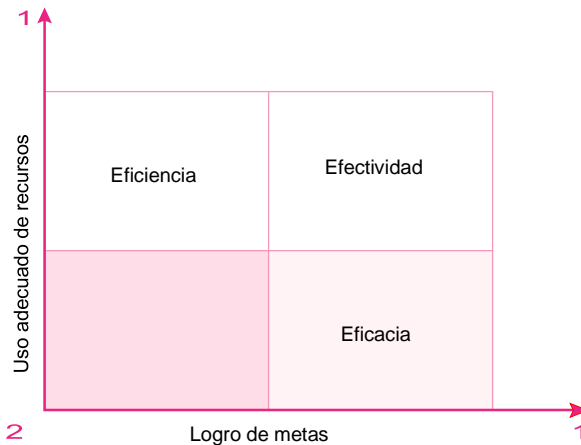 1
Uso adecuado de recursos
Eficiencia
Efectividad
Eficacia
2
Logro de metas
1